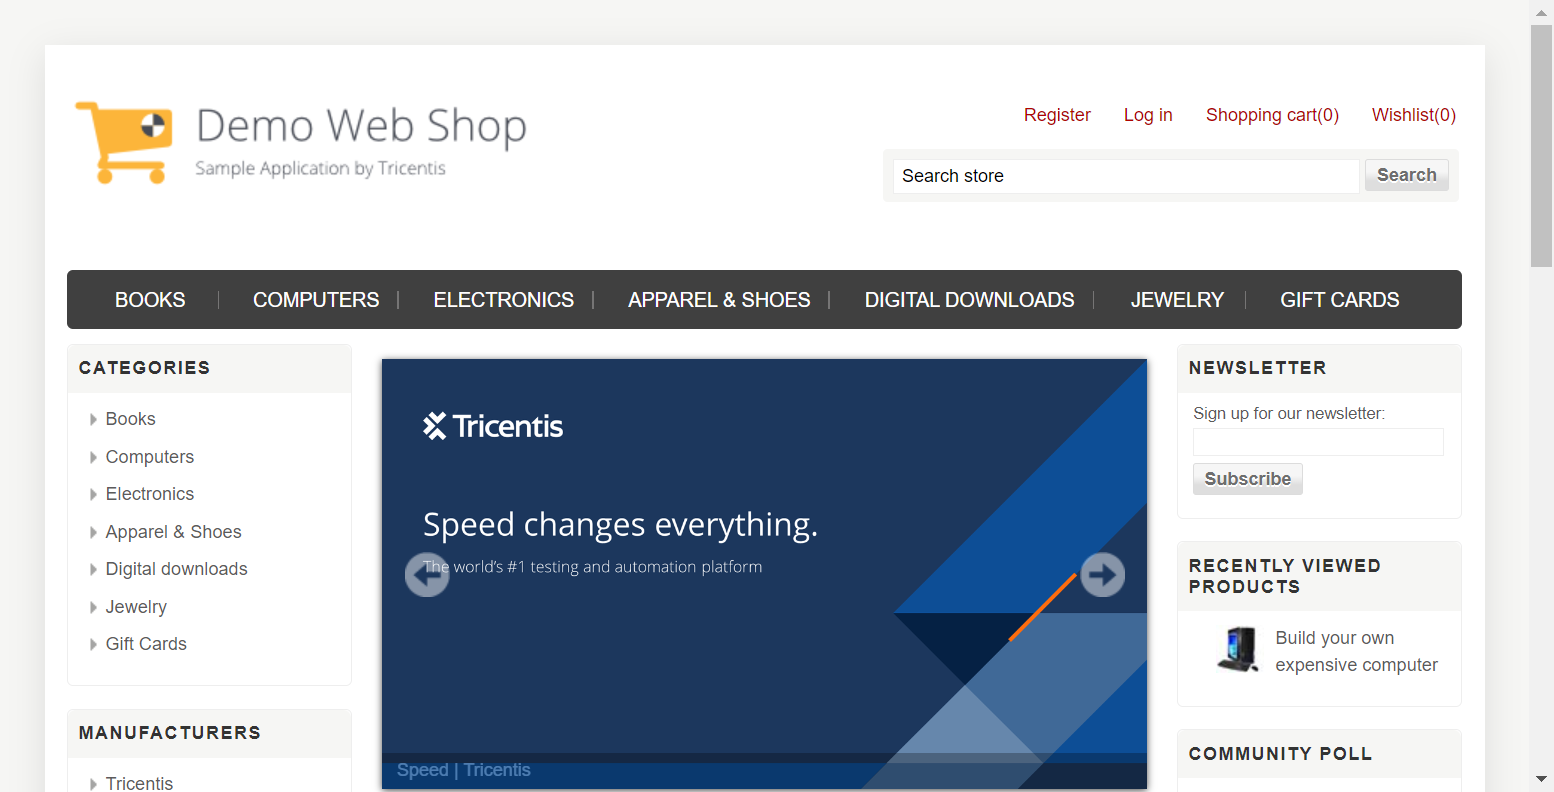 Demo Web Shop
Sample Application by Tricentis
Register Log in Shopping cart(0) Wishlist(0)
Search store Search
BOOKS COMPUTERS ELECTRONICS APPAREL & SHOES DIGITAL DOWNLOADS JEWELRY GIFT CARDS
CATEGORIES
Books
Computers
Electronics
Apparel & Shoes
Digital downloads
Jewelry
Gift Cards
MANUFACTURERS
Tricentis
Tricentis
Speed changes everything.
The world's #1 testing and automation platform
Speed | Tricentis
NEWSLETTER
Sign up for our newsletter:
Subscribe
RECENTLY VIEWED
PRODUCTS
Build your own
expensive computer
COMMUNITY POLL